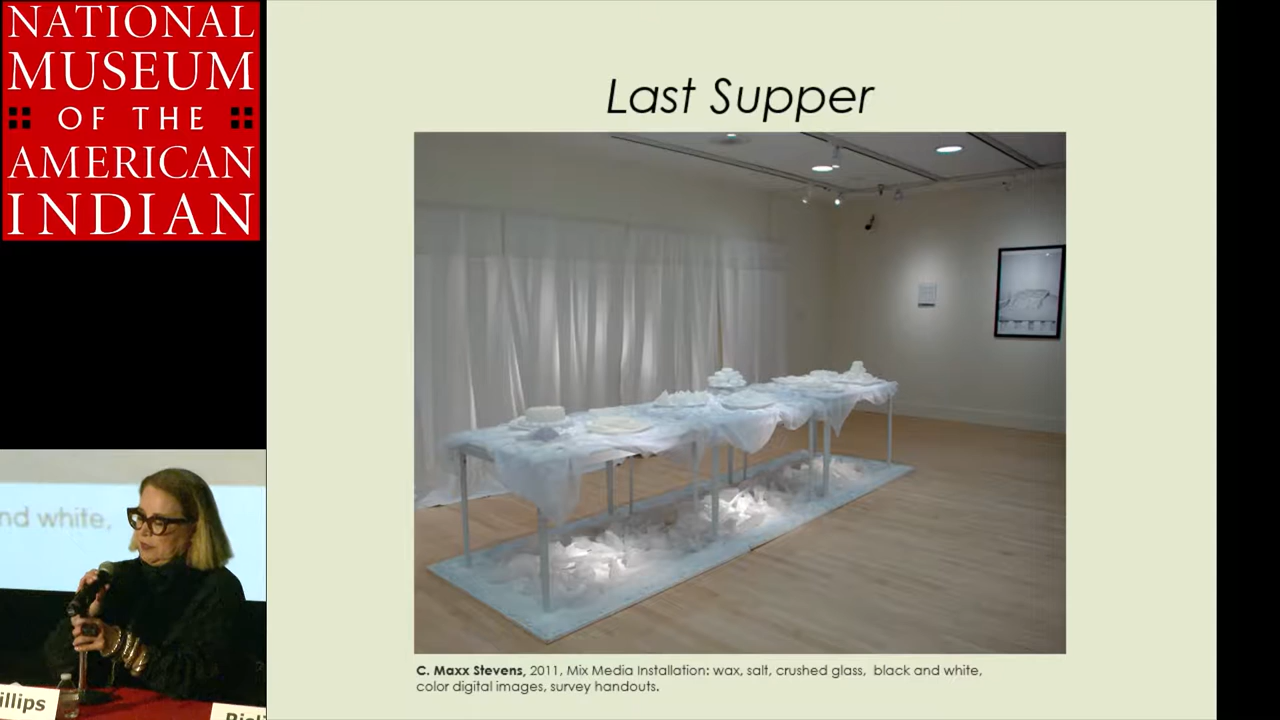 NATIONAL
MUSEUM
OF THE
AMERICAN
INDIAN
Last Supper
C. Maxx Stevens, 2011, Mix Media Installation: wax, salt, crushed glass,  black and white,
color digital images, survey handouts.
nd white,
illips